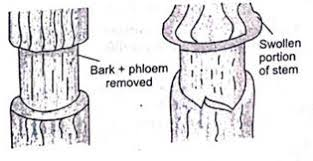 Bark + phloem
removed
Swollen
portion
of stem